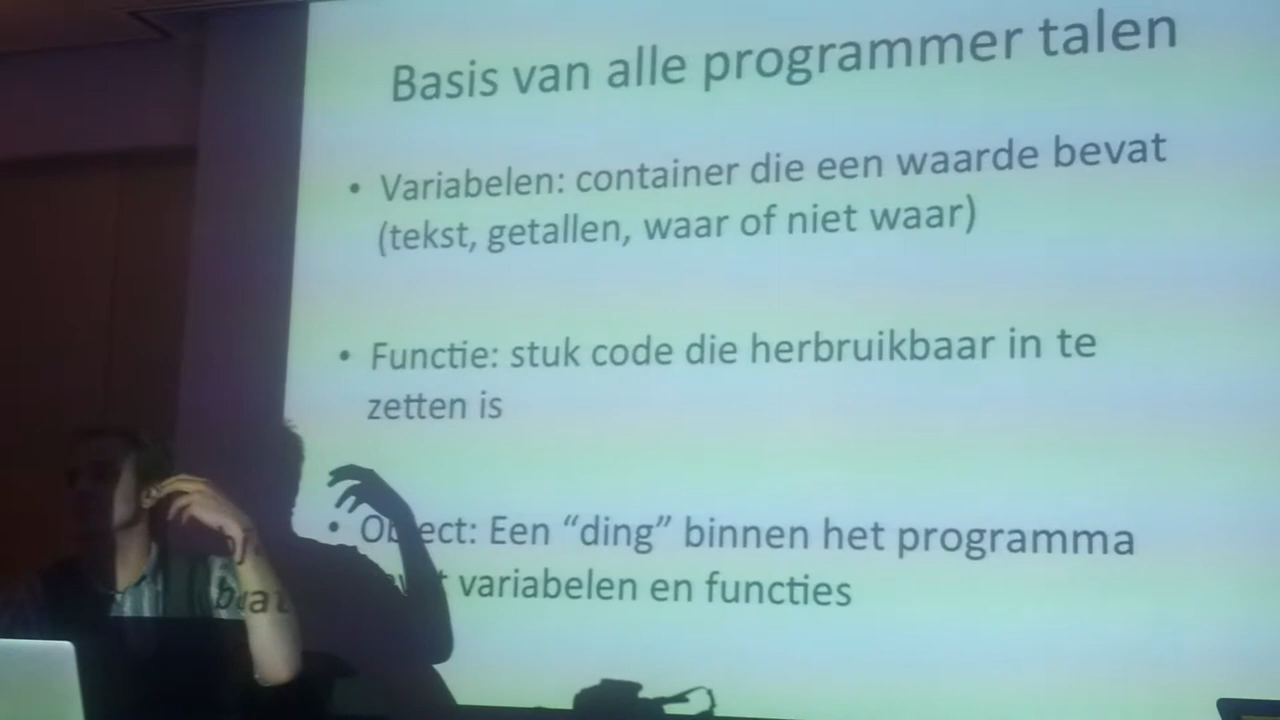 Basis van alle programmer talen
• Variabelen: container die een waarde bevat
(tekst, getallen, waar of niet waar)
• Functie: stuk code die herbruikbaar in te
zetten is
• Object: Een “ding” binnen het programma
variabelen en functies